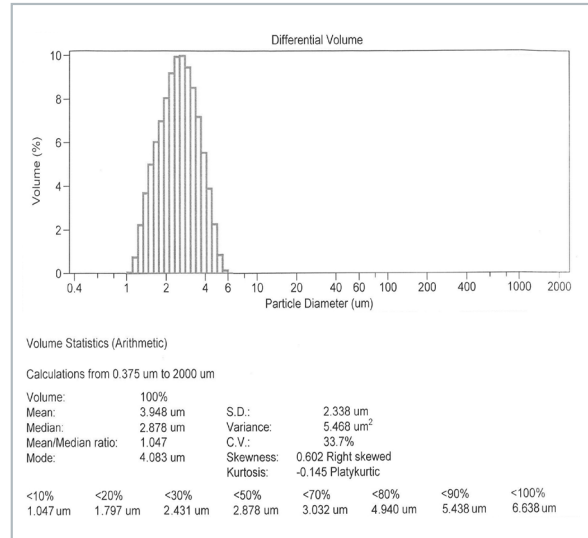 Differential Volume
10
8
6
4
2
0
Volume (%)
0.4 1 2 4 6 10 20 40 60 100 200 400 1000 2000
Particle Diameter (um)
Volume Statistics (Arithmetic)
Calculations from 0.375 um to 2000 um
Volume: 100%
Mean: 3.948 um S.D.: 2.338 um
Median: 2.878 um Variance: 5.468 um²
Mean/Median ratio: 1.047 C.V.: 33.7%
Mode: 4.083 um Skewness: 0.602 Right skewed
Kurtosis: -0.145 Platykurtic
<10% <20% <30% <50% <70% <80% <90% <100%
1.047 um 1.797 um 2.431 um 2.878 um 3.032 um 4.940 um 5.438 um 6.638 um